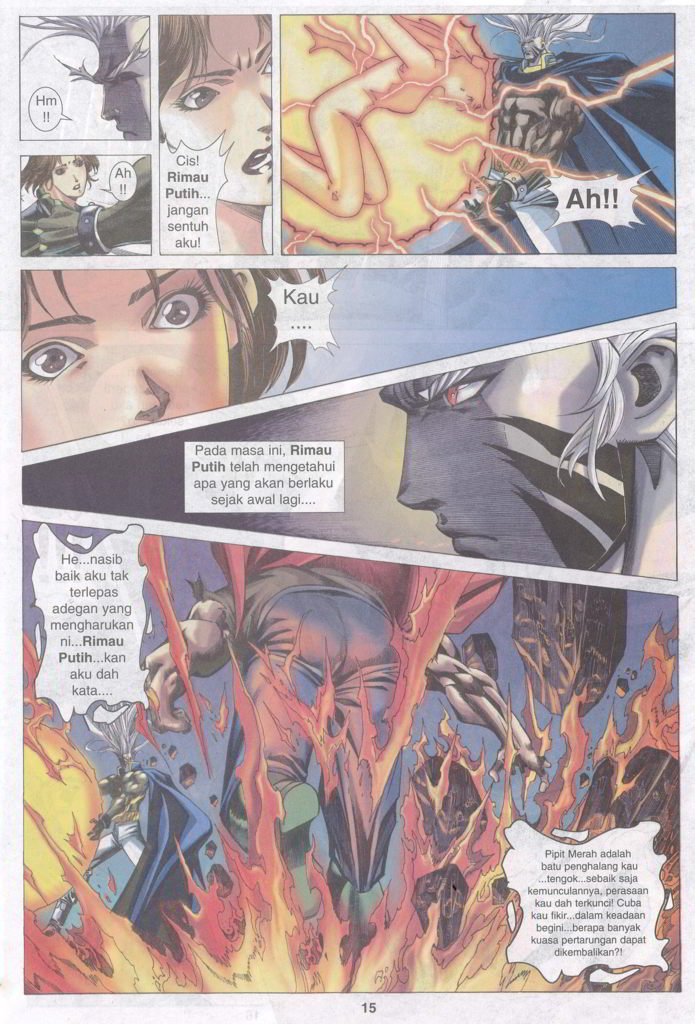 Hm
!!
Cis!
Rimau
Putih...
jangan
sentuh
aku!
Ah
!!
Ah!!
Kau
....
Pada masa ini, Rimau
Putih telah mengetahui
apa yang akan berlaku
sejak awal lagi....
He...nasib
baik aku tak
terlepas
adegan yang
mengharukan
ni...Rimau
Putih...kan
aku dah
kata....
Pipit Merah adalah
batu penghalang kau
...tengok...sebaik saja
kemunculannya, perasaan
kau dah terkunci! Cuba
kau fikir...dalam keadaan
begini...berapa banyak
kuasa pertarungan dapat
dikembalikan?!
15